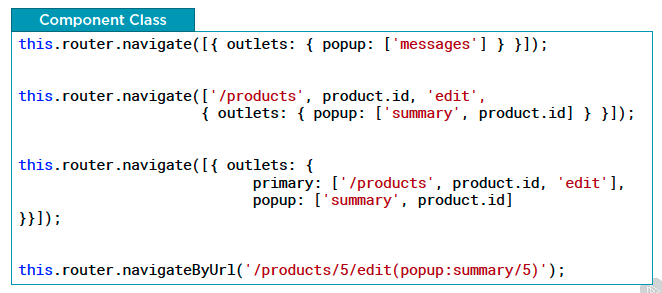 Component Class
this.router.navigate([{ outlets: { popup: ['messages'] } }]);
this.router.navigate(['/products', product.id, 'edit',
{ outlets: { popup: ['summary', product.id] } }]);
this.router.navigate([{ outlets: {
primary: ['/products', product.id, 'edit'],
popup: ['summary', product.id]
}}]);
this.router.navigateByUrl('/products/5/edit(popup:summary/5)');